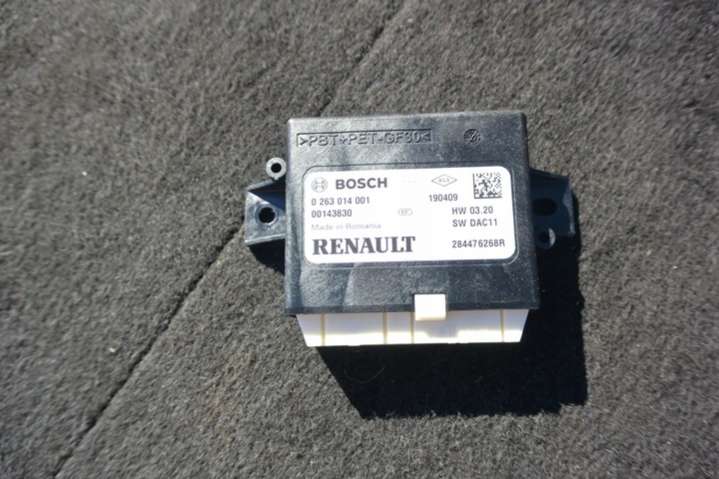 >PBT+PET-GF30<
BOSCH
0 263 014 001
190409
00143830
HW 03.20
Made in Romania
SW DAC11
RENAULT
284476268R